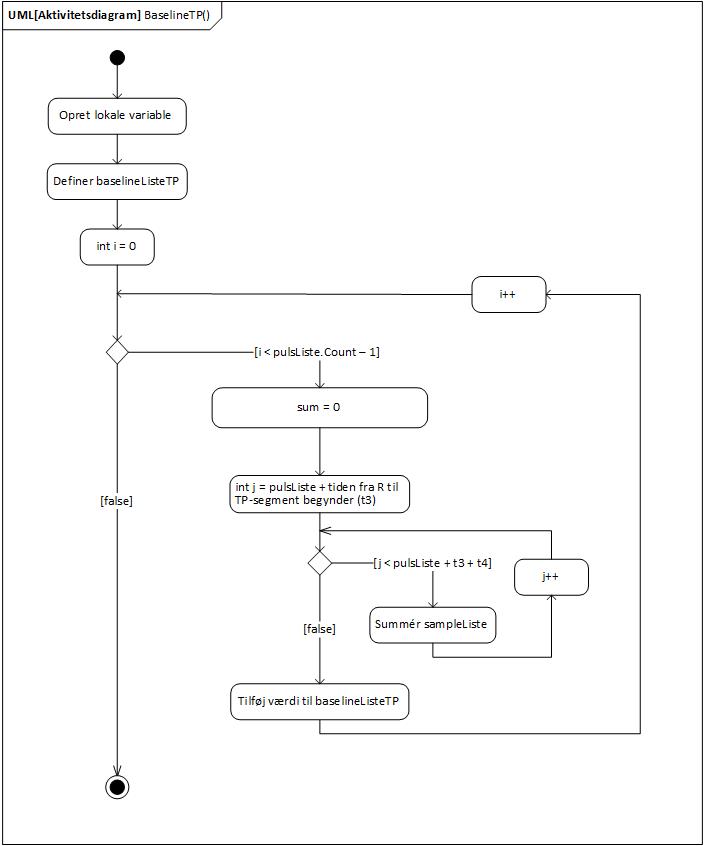 UML[Aktivitetsdiagram] BaselineTP()
Opret lokale variable
Definer baselineListeTP
int i = 0
i++
[i < pulsListe.Count – 1]
sum = 0
int j = pulsListe + tiden fra R til
TP-segment begynder (t3)
[false]
[j < pulsListe + t3 + t4]
j++
Summér sampleListe
[false]
Tilføj værdi til baselineListeTP